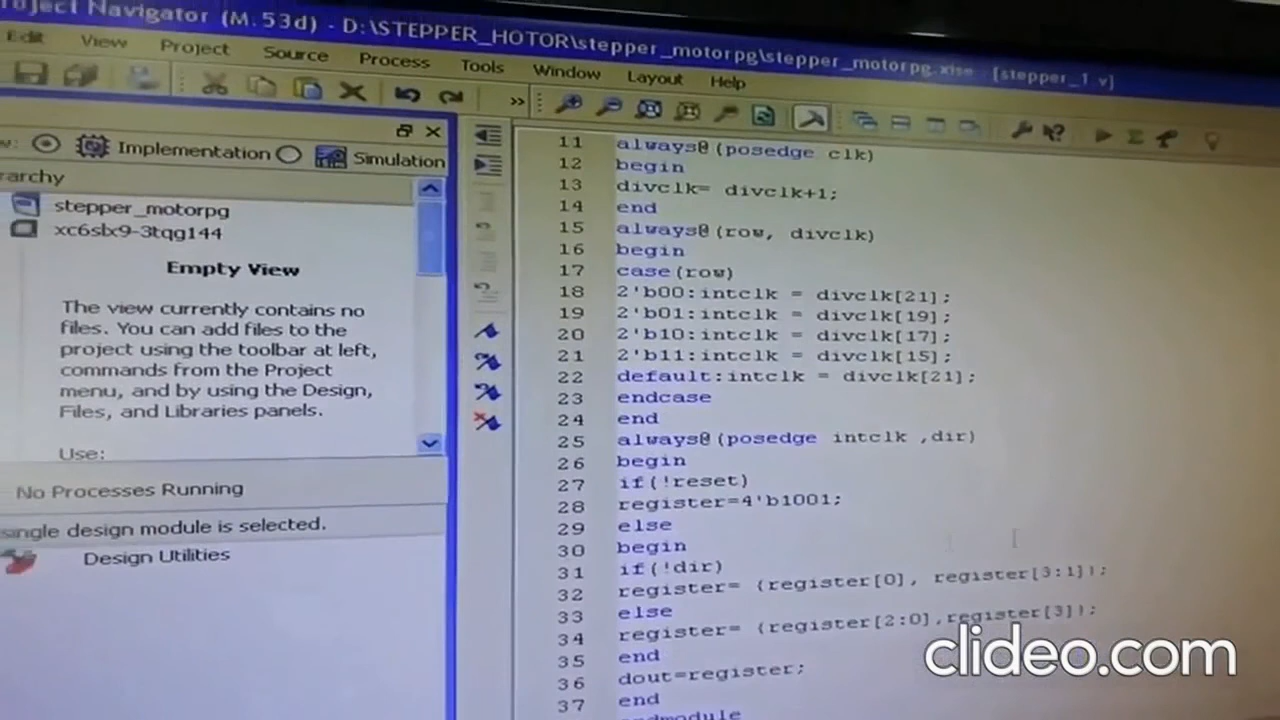 roject Navigator (M.53d) - D:\STEPPER_HOTOR\stepper_motorpg\stepper_motorpg.xise - [stepper_1 v]
Edit View Project Source Process Tools Window Layout Help
Implementation Simulation
rarchy
stepper_motorpg
xc6slx9-3tqg144
Empty View
The view currently contains no
files. You can add files to the
project using the toolbar at left,
commands from the Project
menu, and by using the Design,
Files, and Libraries panels.
Use:
No Processes Running
single design module is selected.
Design Utilities
11 always@(posedge clk)
12 begin
13 divclk= divclk+1;
14 end
15 always@(row, divclk)
16 begin
17 case(row)
18 2'b00:intclk = divclk[21];
19 2'b01:intclk = divclk[19];
20 2'b10:intclk = divclk[17];
21 2'b11:intclk = divclk[15];
22 default:intclk = divclk[21];
23 endcase
24 end
25 always@(posedge intclk ,dir)
26 begin
27 if(!reset)
28 register=4'b1001;
29 else
30 begin
31 if(!dir)
32 register= {register[0], register[3:1]};
33 else
34 register= {register[2:0],register[3]};
35 end
36 dout=register;
37 end
endmodule
clideo.com